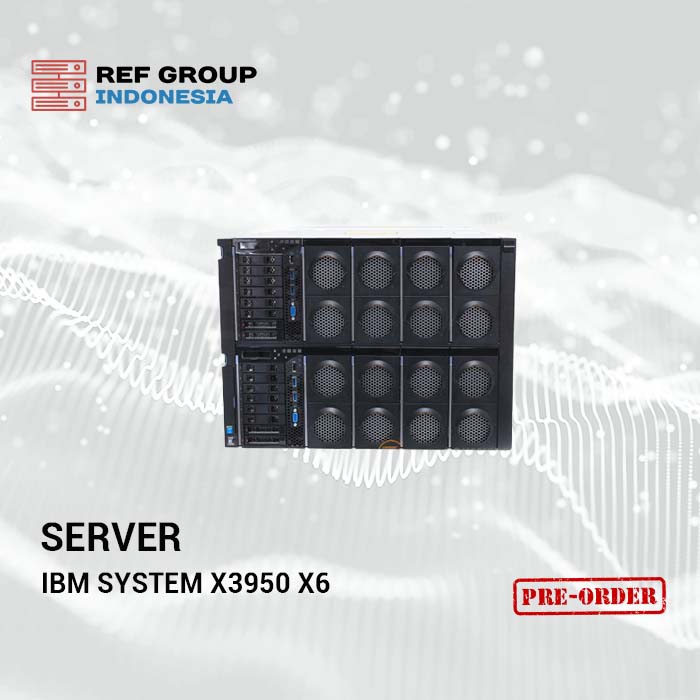 REF GROUP
INDONESIA
SERVER
IBM SYSTEM X3950 X6
PRE-ORDER